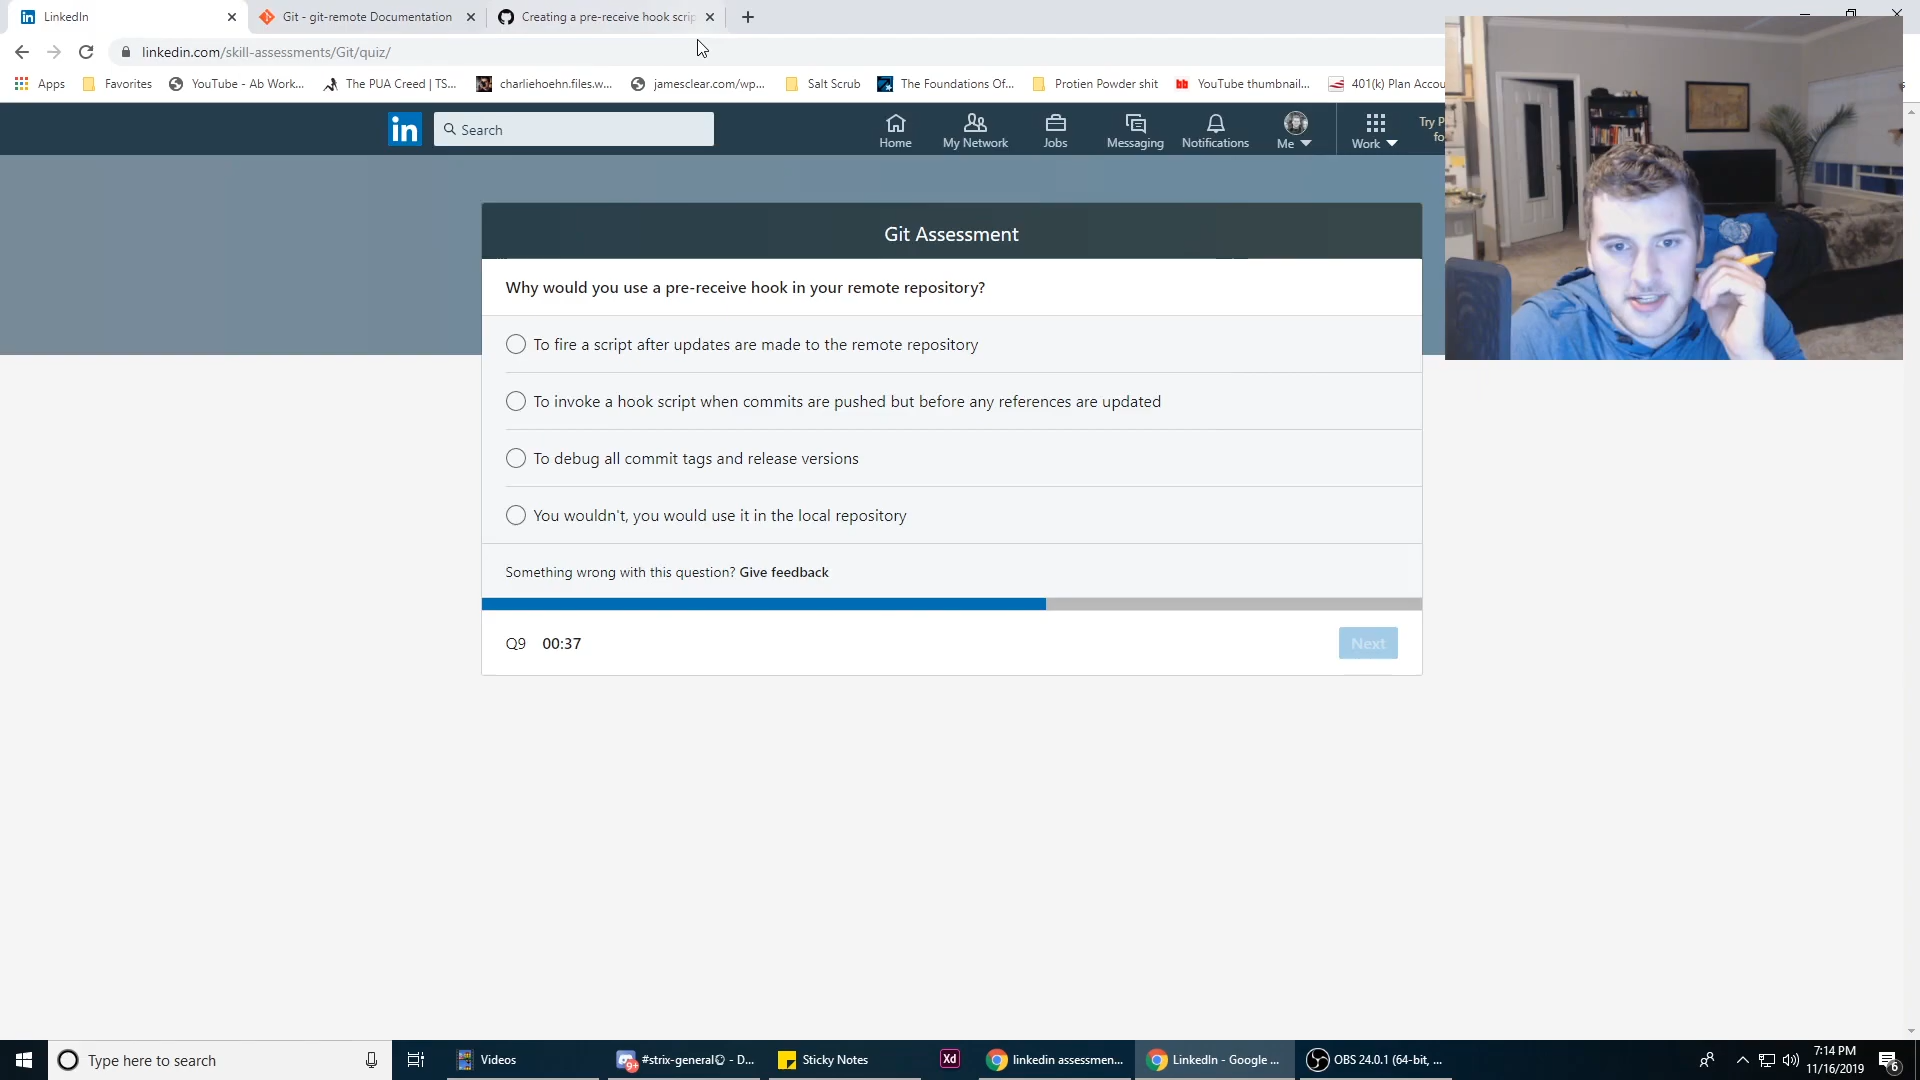 LinkedIn
Git - git-remote Documentation
Creating a pre-receive hook scrip
linkedin.com/skill-assessments/Git/quiz/
Apps
Favorites
YouTube - Ab Work...
The PUA Creed | TS...
charliehoehn.files.w...
jamesclear.com/wp...
Salt Scrub
The Foundations Of...
Protien Powder shit
YouTube thumbnail...
401(k) Plan Accou
in
Search
Home
My Network
Jobs
Messaging
Notifications
Me
Work
Try P
fo
Git Assessment
Why would you use a pre-receive hook in your remote repository?
To fire a script after updates are made to the remote repository
To invoke a hook script when commits are pushed but before any references are updated
To debug all commit tags and release versions
You wouldn't, you would use it in the local repository
Something wrong with this question? Give feedback
Q9 00:37
Next
Type here to search
Videos
9+
#strix-general© - D...
Sticky Notes
Xd
linkedin assessmen...
LinkedIn - Google ...
OBS 24.0.1 (64-bit, ...
7:14 PM
11/16/2019
6